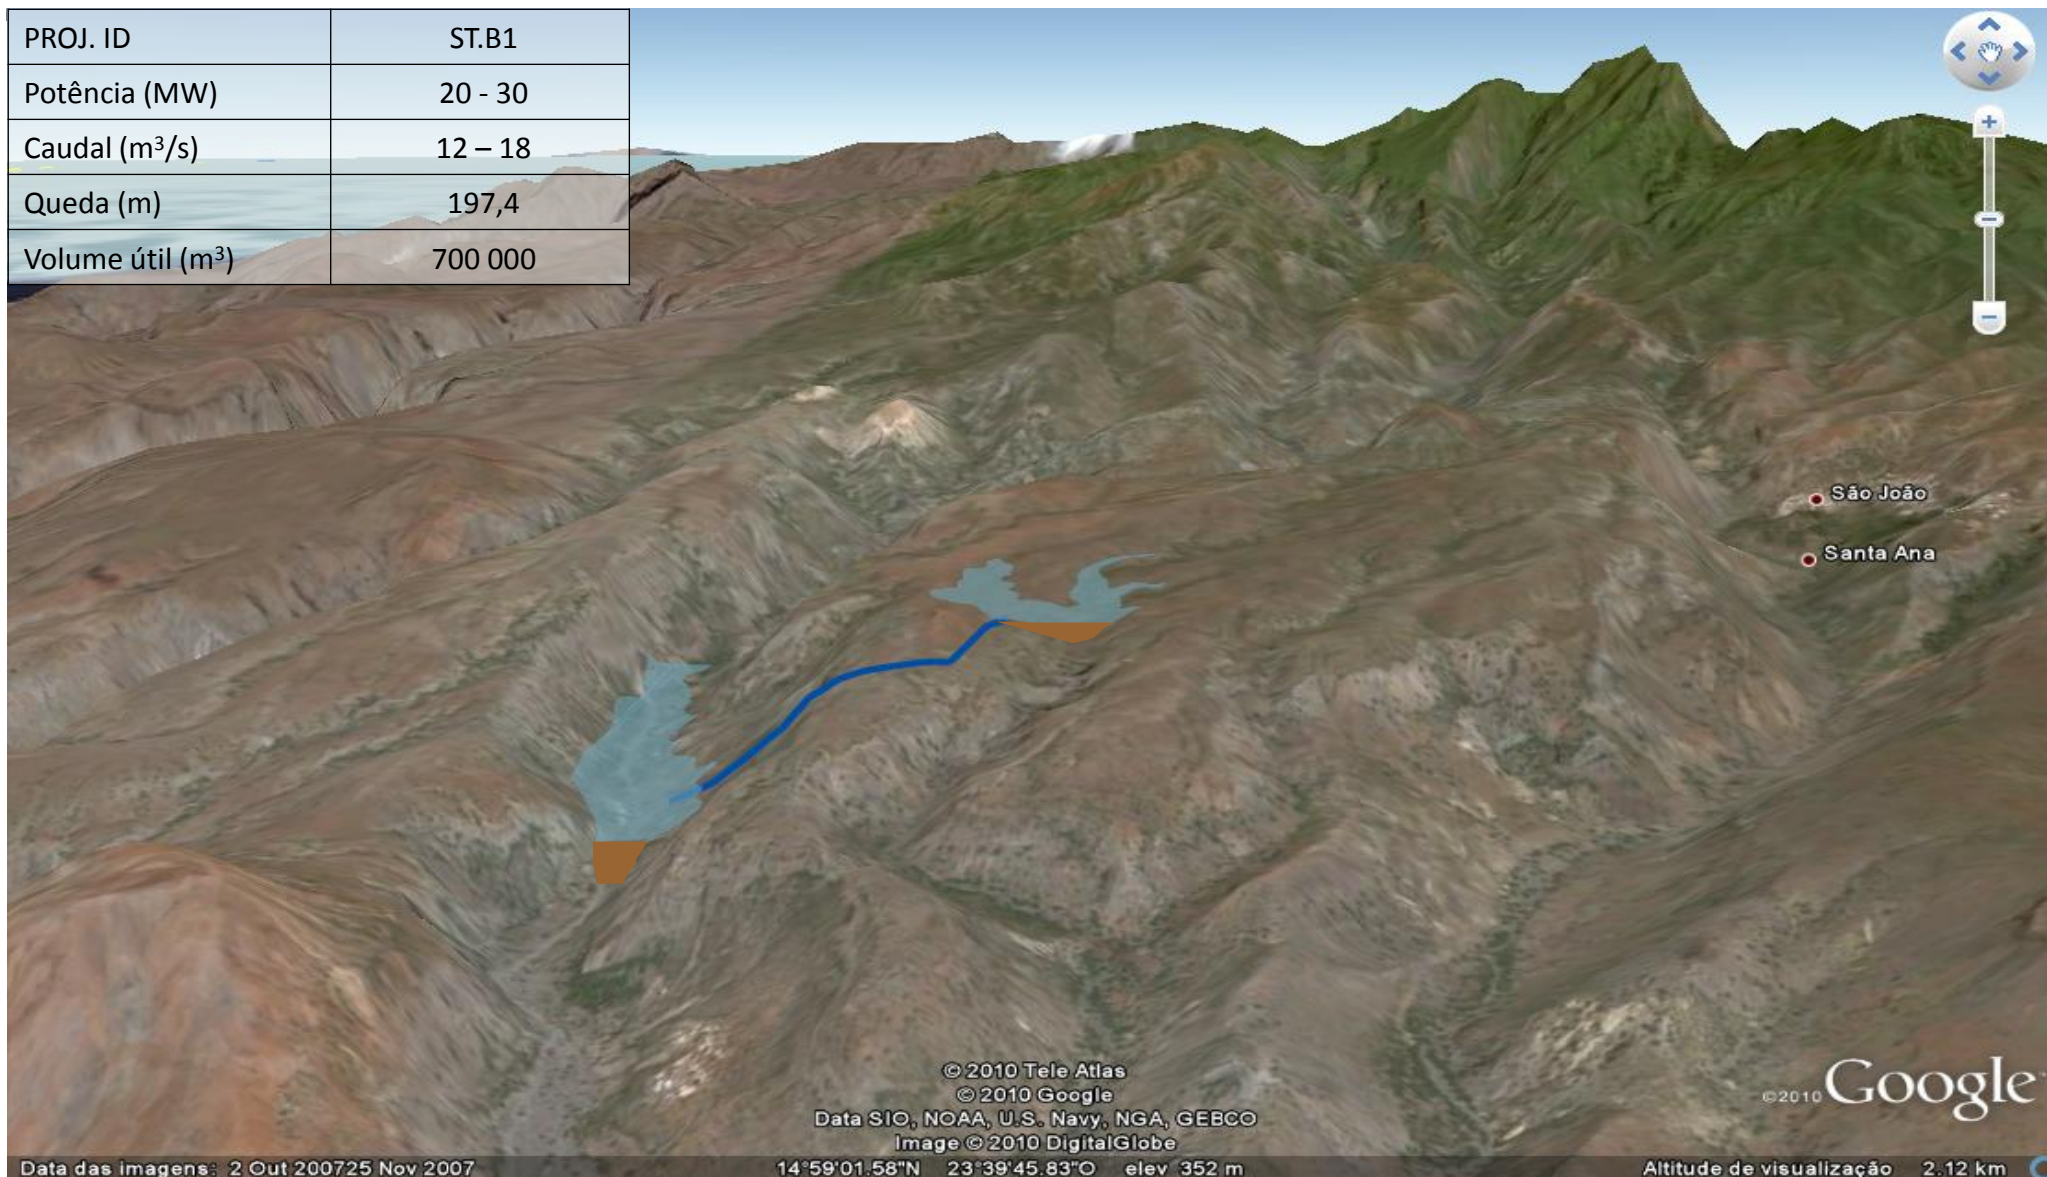 PROJ. ID ST.B1
Potência (MW) 20 - 30
Caudal (m³/s) 12 – 18
Queda (m) 197,4
Volume útil (m³) 700 000
São João
Santa Ana
© 2010 Tele Atlas
© 2010 Google
Data SIO, NOAA, U.S. Navy, NGA, GEBCO
Image © 2010 DigitalGlobe
©2010 Google
Data das imagens: 2 Out 200725 Nov 2007 14°59'01.58"N 23°39'45.83"O elev 352 m Altitude de visualização 2.12 km